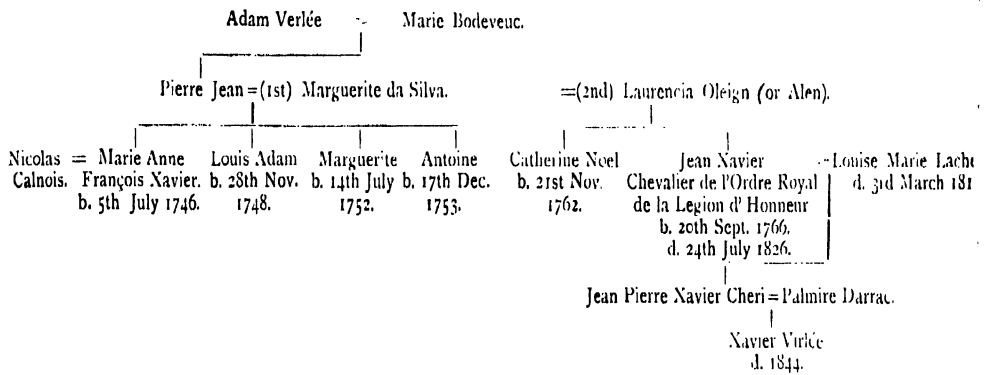 Adam Verlée Marie Bodeveuc.
Pierre Jean =(1st) Marguerite da Silva. =(2nd) Laurencia Oleign (or Alen).
Nicolas = Marie Anne Louis Adam Marguerite Antoine Catherine Noel Jean Xavier Louise Marie
Calnois. François Xavier. b. 28th Nov. b. 14th July b. 17th Dec. b. 21st Nov. Chevalier de l'Ordre Royal d. 3rd March
b. 5th July 1746. 1748. 1752. 1753. 1762. de la Legion d'Honneur
b. 20th Sept. 1766.
d. 24th July 1826.
Jean Pierre Xavier Cheri = Palmire Darrac.
Xavier Virlée
d. 1844.